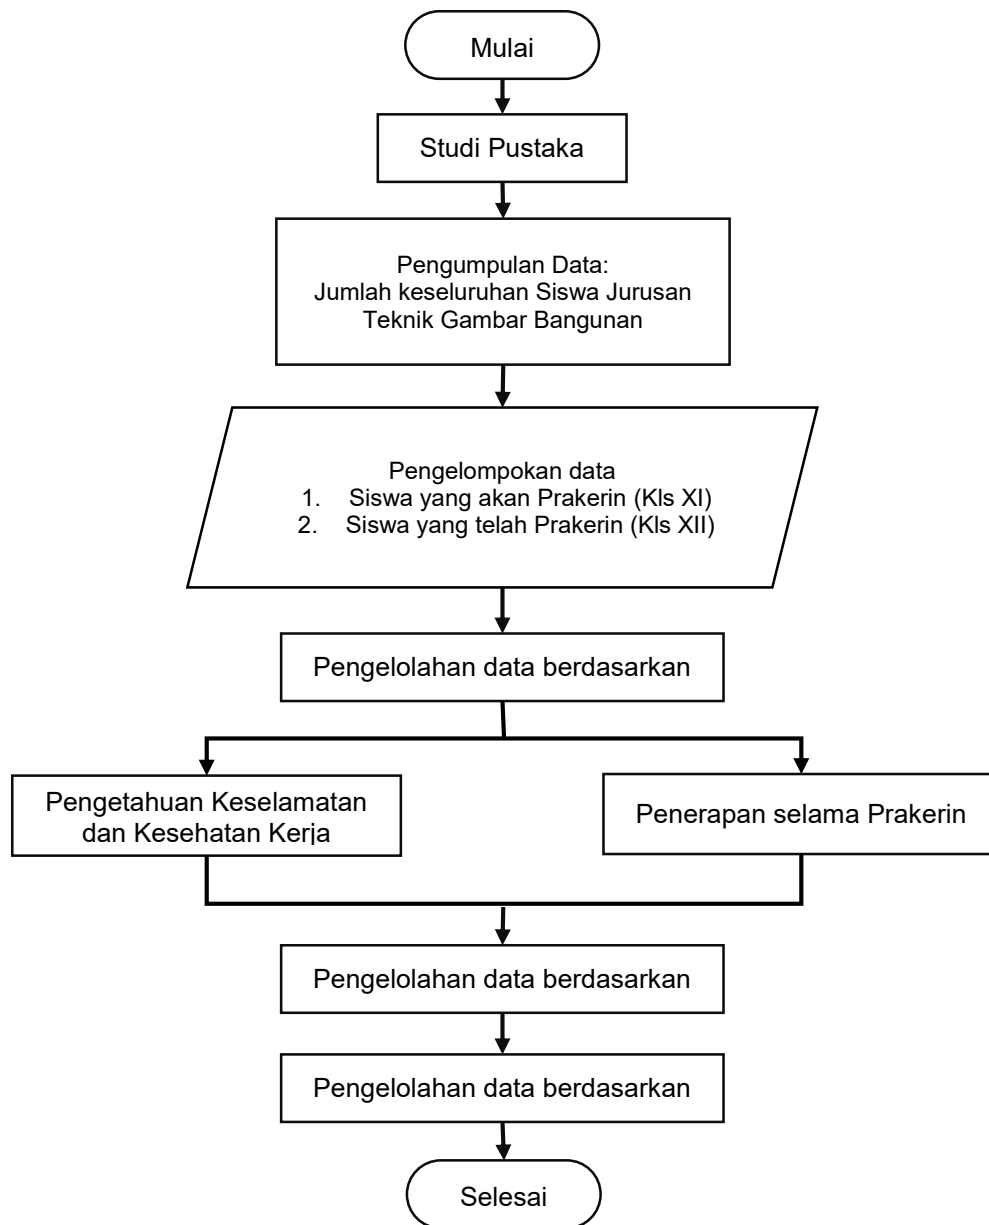 Mulai
Studi Pustaka
Pengumpulan Data:
Jumlah keseluruhan Siswa Jurusan
Teknik Gambar Bangunan
Pengelompokan data
1. Siswa yang akan Prakerin (Kls XI)
2. Siswa yang telah Prakerin (Kls XII)
Pengelolahan data berdasarkan
Pengetahuan Keselamatan
dan Kesehatan Kerja
Penerapan selama Prakerin
Pengelolahan data berdasarkan
Pengelolahan data berdasarkan
Selesai